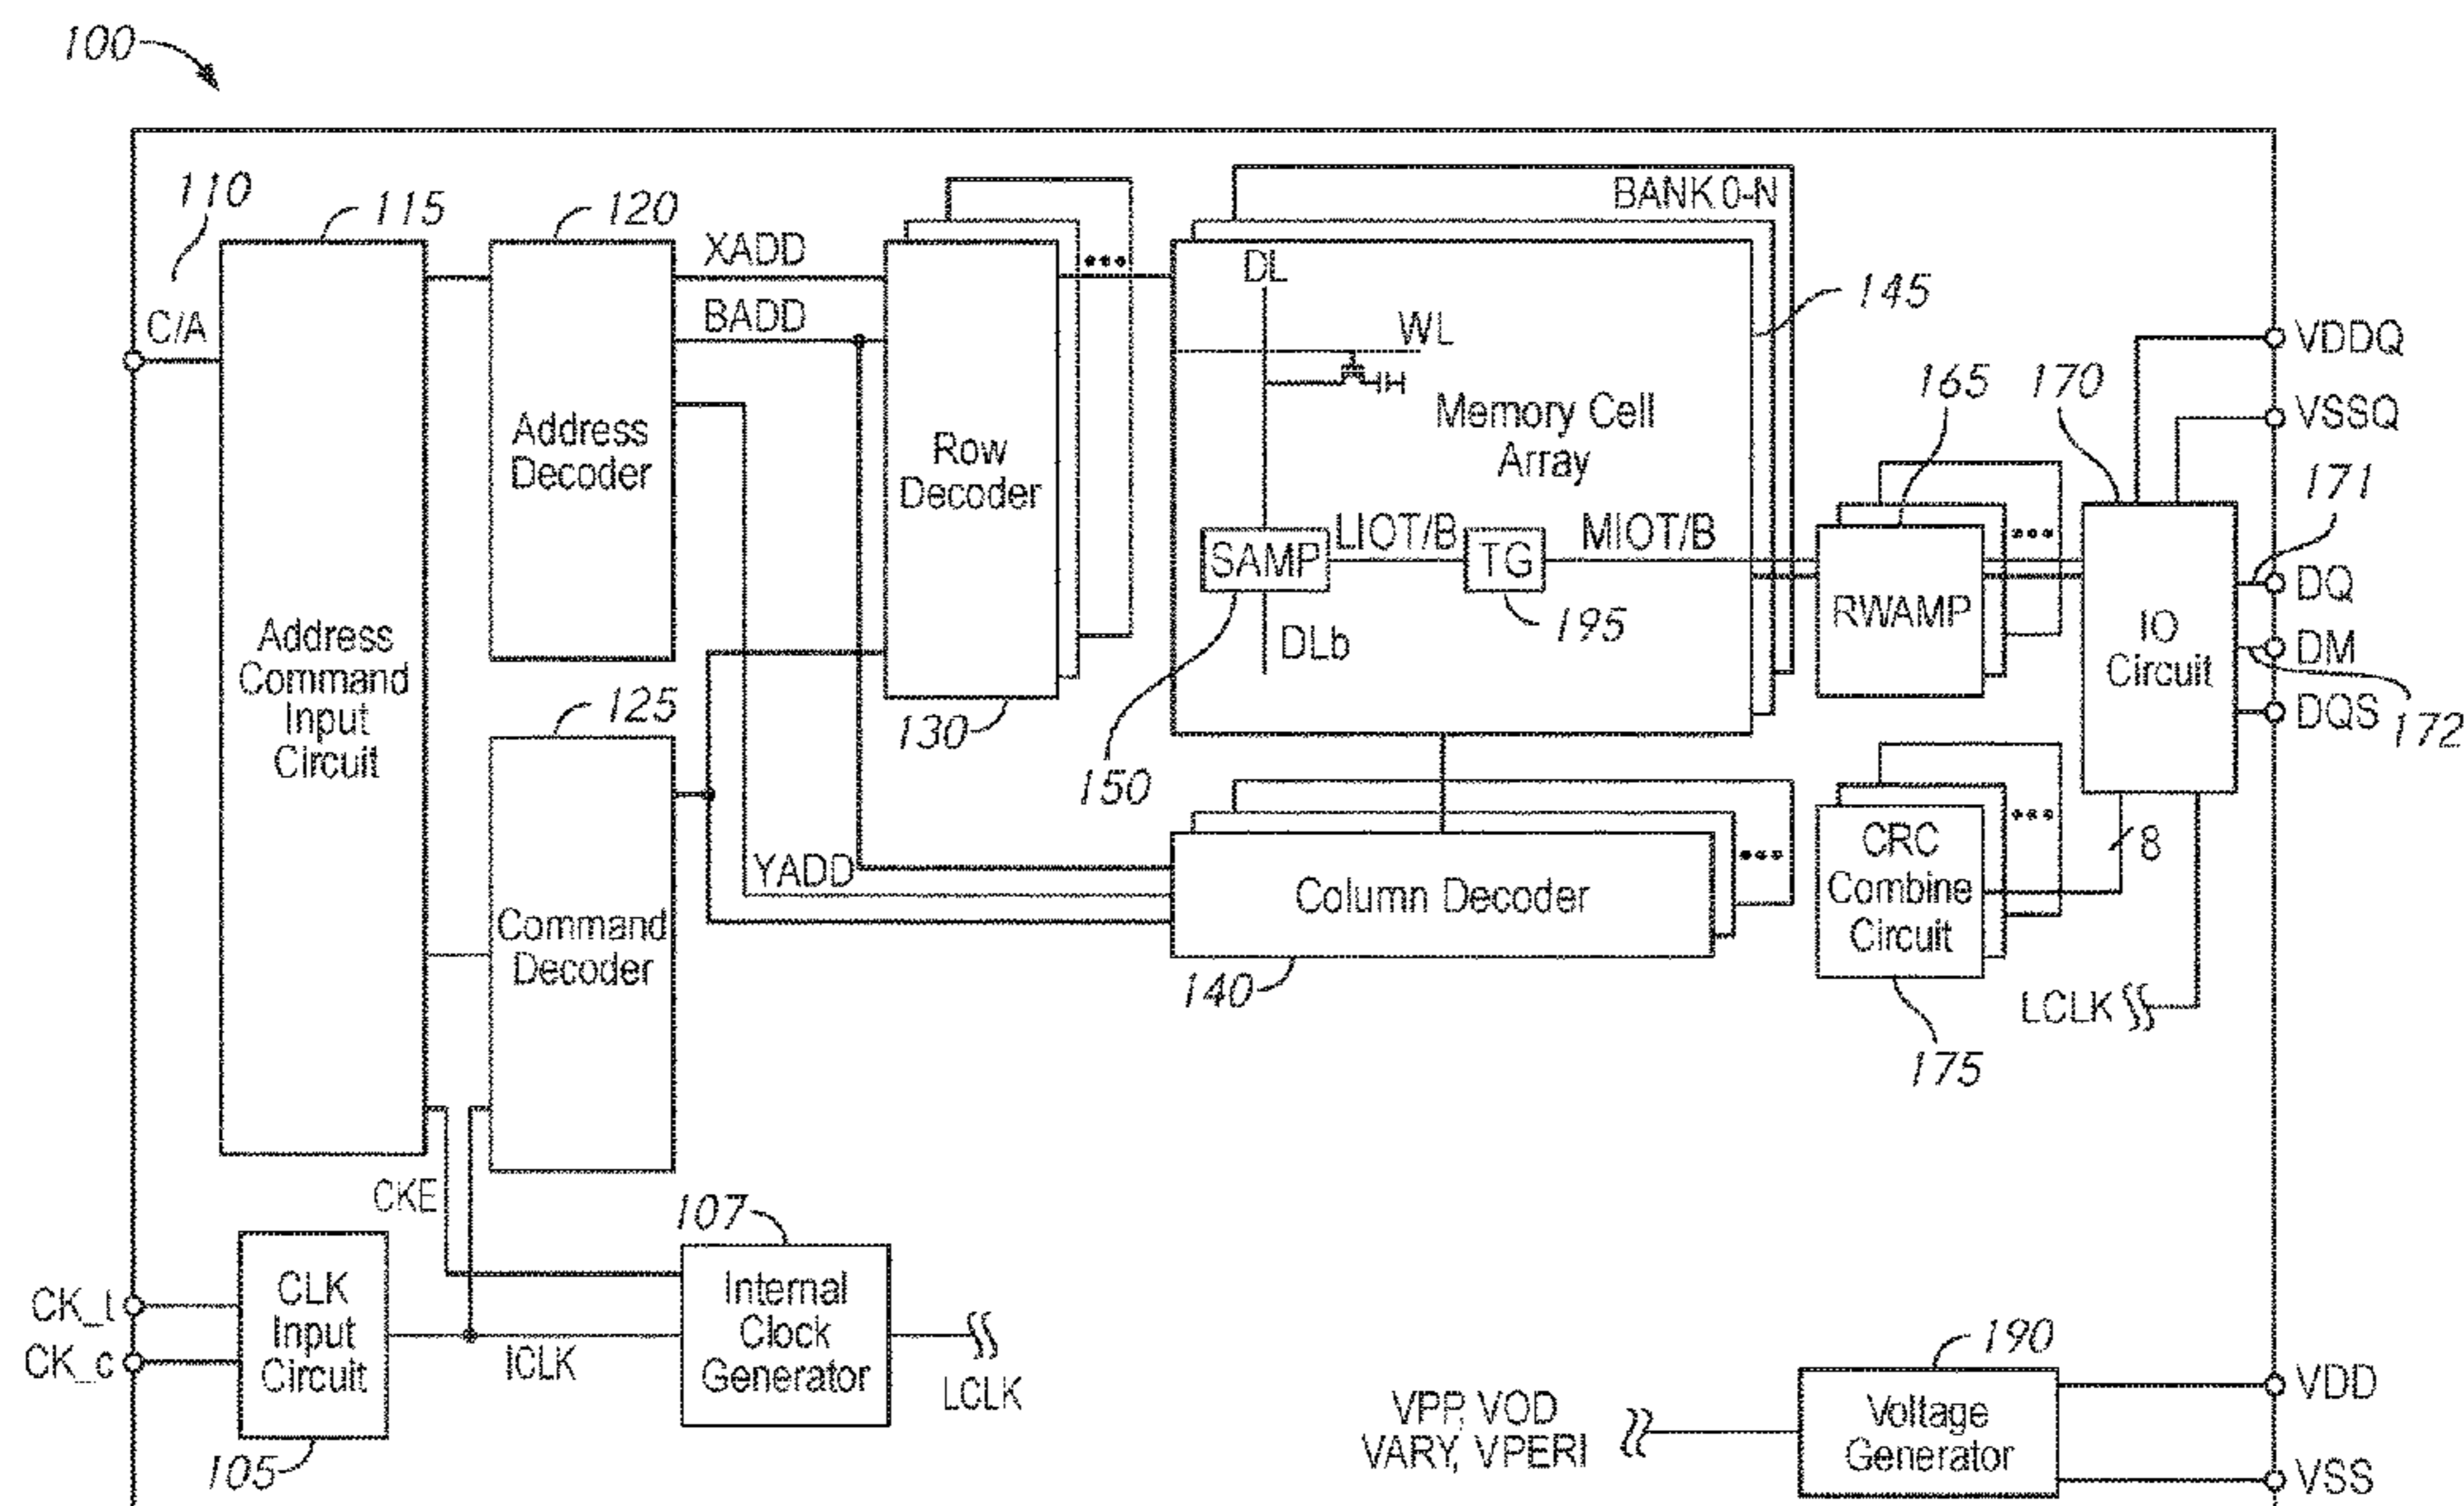 100
110
115
120
XADD
BADD
C/A
Address
Command
Input
Circuit
Address
Decoder
125
Command
Decoder
YADD
Row
Decoder
130
...
BANK 0-N
DL
WL
145
Memory Cell
Array
SAMP
LIOT/B
TG
MIOT/B
DLb
195
150
...
Column Decoder
140
165
170
...
RWAMP
IO
Circuit
VDDQ
VSSQ
171
DQ
DM
DQS
172
...
CRC
Combine
Circuit
8
175
LCLK
CKE
107
CK_t
CK_c
CLK
Input
Circuit
105
ICLK
Internal
Clock
Generator
LCLK
VPP, VOD
VARY, VPERI
190
Voltage
Generator
VDD
VSS